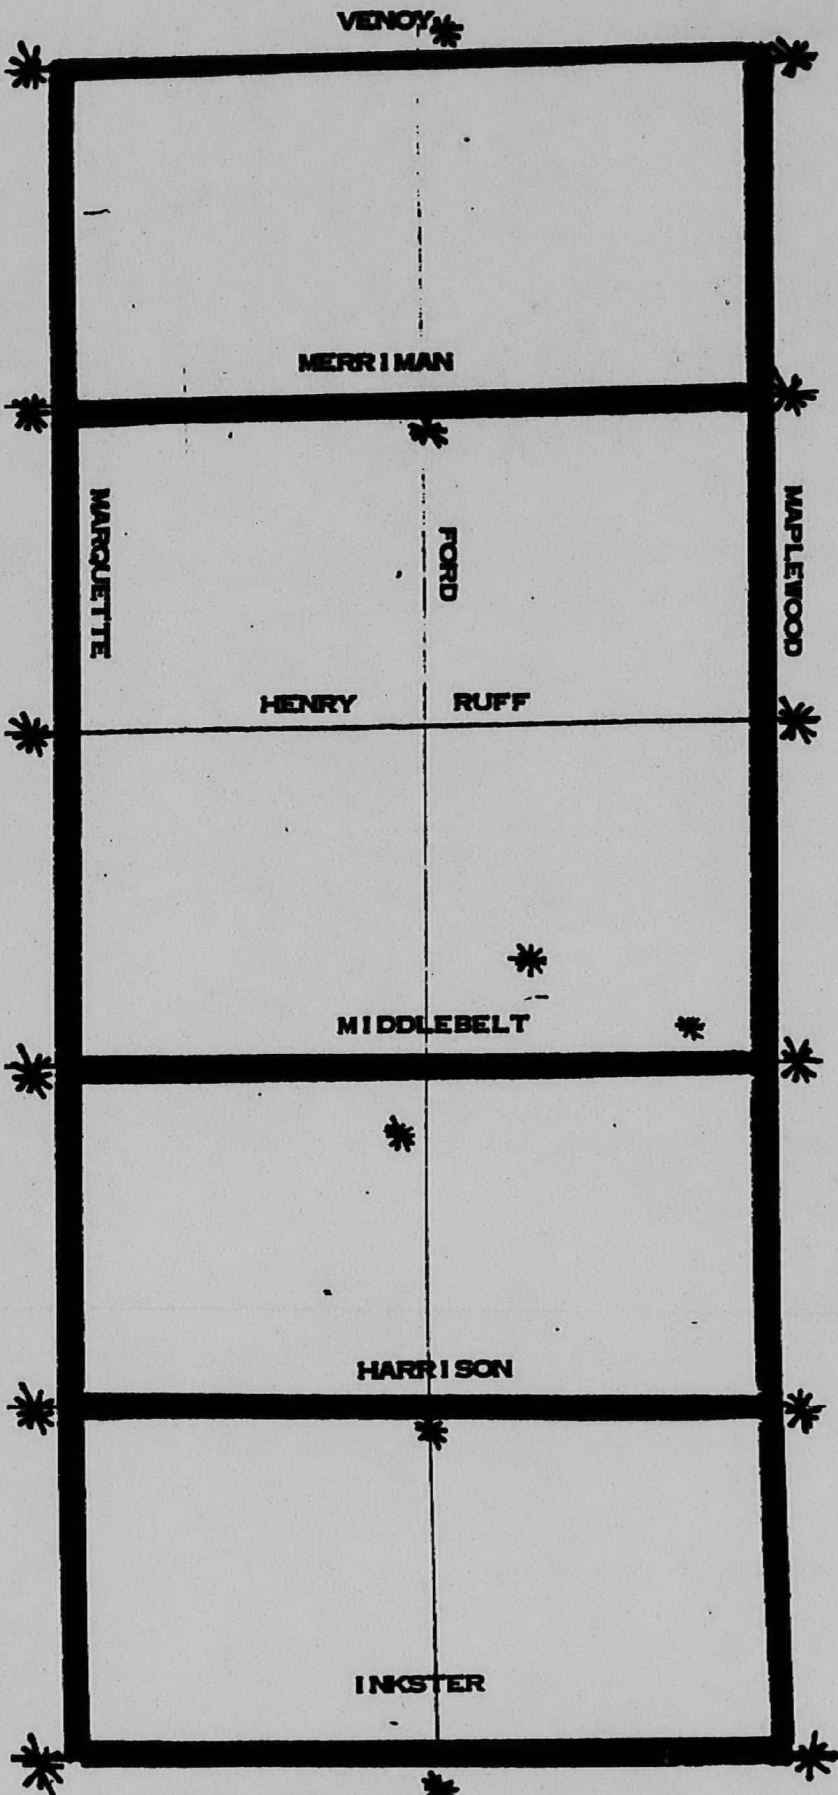 VENOY
MERRIMAN
MARQUETTE
FORD
MAPLEWOOD
HENRY RUFF
MIDDLEBELT
HARRISON
INKSTER